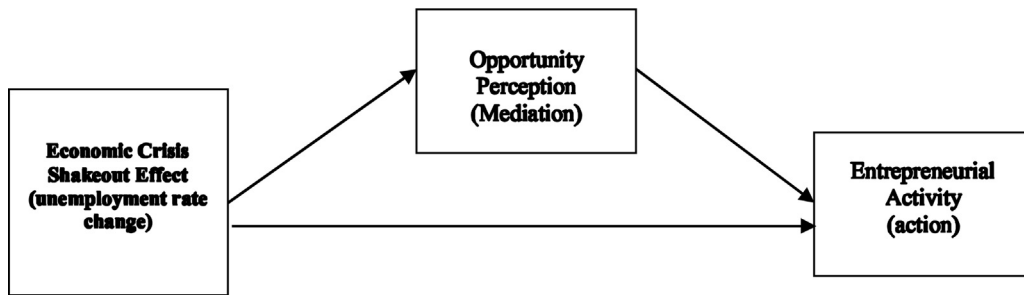 Economic Crisis
Shakeout Effect
(unemployment rate
change)
Opportunity
Perception
(Mediation)
Entrepreneurial
Activity
(action)